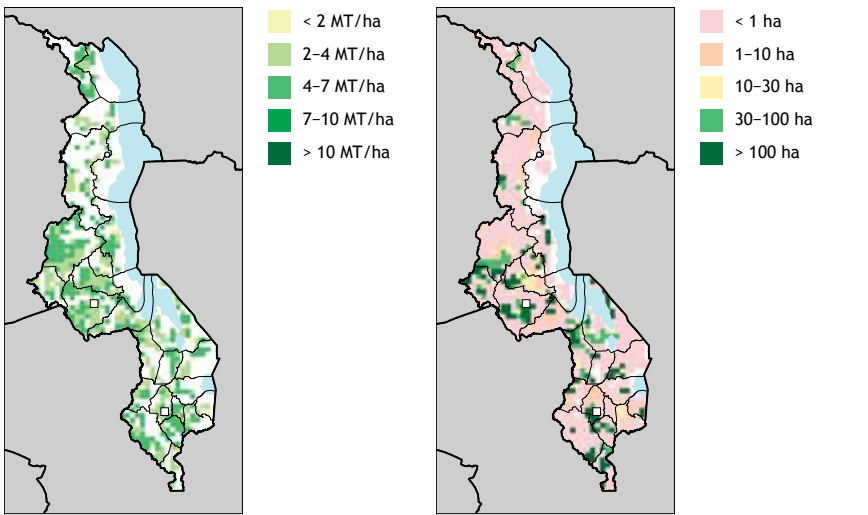 < 2 MT/ha
2–4 MT/ha
4–7 MT/ha
7–10 MT/ha
> 10 MT/ha
< 1 ha
1–10 ha
10–30 ha
30–100 ha
> 100 ha